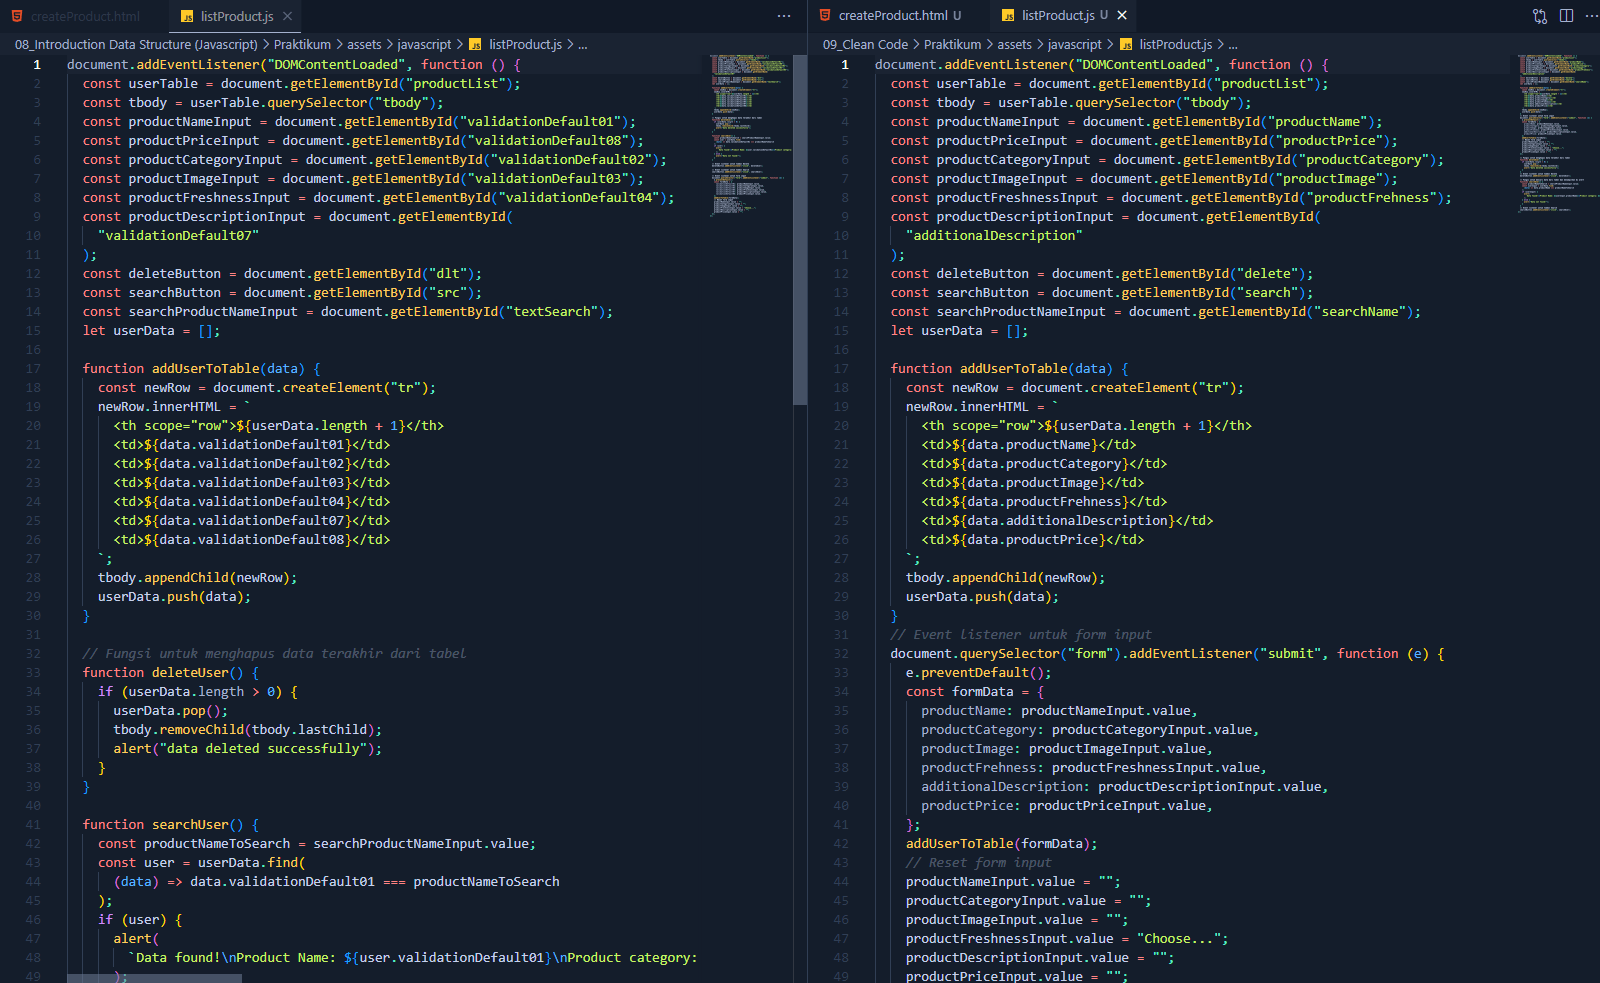 createProduct.html
JS listProduct.js ×
...
08_Introduction Data Structure (Javascript) > Praktikum > assets > javascript > JS listProduct.js > ...
1 document.addEventListener("DOMContentLoaded", function () {
2 const userTable = document.getElementById("productList");
3 const tbody = userTable.querySelector("tbody");
4 const productNameInput = document.getElementById("validationDefault01");
5 const productPriceInput = document.getElementById("validationDefault08");
6 const productCategoryInput = document.getElementById("validationDefault02");
7 const productImageInput = document.getElementById("validationDefault03");
8 const productFreshnessInput = document.getElementById("validationDefault04");
9 const productDescriptionInput = document.getElementById(
10 "validationDefault07"
11 );
12 const deleteButton = document.getElementById("dlt");
13 const searchButton = document.getElementById("src");
14 const searchProductNameInput = document.getElementById("textSearch");
15 let userData = [];
16
17 function addUserToTable(data) {
18 const newRow = document.createElement("tr");
19 newRow.innerHTML = `
20 <th scope="row">${userData.length + 1}</th>
21 <td>${data.validationDefault01}</td>
22 <td>${data.validationDefault02}</td>
23 <td>${data.validationDefault03}</td>
24 <td>${data.validationDefault04}</td>
25 <td>${data.validationDefault07}</td>
26 <td>${data.validationDefault08}</td>
27 `;
28 tbody.appendChild(newRow);
29 userData.push(data);
30 }
31
32 // Fungsi untuk menghapus data terakhir dari tabel
33 function deleteUser() {
34 if (userData.length > 0) {
35 userData.pop();
36 tbody.removeChild(tbody.lastChild);
37 alert("data deleted successfully");
38 }
39 }
40
41 function searchUser() {
42 const productNameToSearch = searchProductNameInput.value;
43 const user = userData.find(
44 (data) => data.validationDefault01 === productNameToSearch
45 );
46 if (user) {
47 alert(
48 `Data found!\nProduct Name: ${user.validationDefault01}\nProduct category:
49 );
createProduct.html U
JS listProduct.js U ×
...
09_Clean Code > Praktikum > assets > javascript > JS listProduct.js > ...
1 document.addEventListener("DOMContentLoaded", function () {
2 const userTable = document.getElementById("productList");
3 const tbody = userTable.querySelector("tbody");
4 const productNameInput = document.getElementById("productName");
5 const productPriceInput = document.getElementById("productPrice");
6 const productCategoryInput = document.getElementById("productCategory");
7 const productImageInput = document.getElementById("productImage");
8 const productFreshnessInput = document.getElementById("productFrehness");
9 const productDescriptionInput = document.getElementById(
10 "additionalDescription"
11 );
12 const deleteButton = document.getElementById("delete");
13 const searchButton = document.getElementById("search");
14 const searchProductNameInput = document.getElementById("searchName");
15 let userData = [];
16
17 function addUserToTable(data) {
18 const newRow = document.createElement("tr");
19 newRow.innerHTML = `
20 <th scope="row">${userData.length + 1}</th>
21 <td>${data.productName}</td>
22 <td>${data.productCategory}</td>
23 <td>${data.productImage}</td>
24 <td>${data.productFrehness}</td>
25 <td>${data.additionalDescription}</td>
26 <td>${data.productPrice}</td>
27 `;
28 tbody.appendChild(newRow);
29 userData.push(data);
30 }
31 // Event listener untuk form input
32 document.querySelector("form").addEventListener("submit", function (e) {
33 e.preventDefault();
34 const formData = {
35 productName: productNameInput.value,
36 productCategory: productCategoryInput.value,
37 productImage: productImageInput.value,
38 productFrehness: productFreshnessInput.value,
39 additionalDescription: productDescriptionInput.value,
40 productPrice: productPriceInput.value,
41 };
42 addUserToTable(formData);
43 // Reset form input
44 productNameInput.value = "";
45 productCategoryInput.value = "";
46 productImageInput.value = "";
47 productFreshnessInput.value = "Choose...";
48 productDescriptionInput.value = "";
49 productPriceInput.value = "";